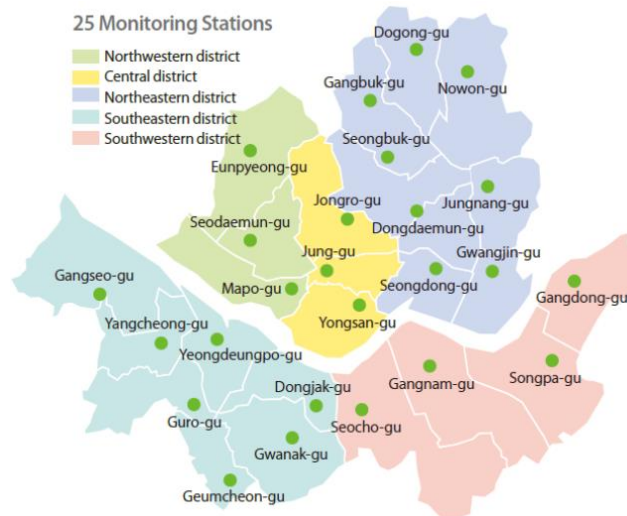 25 Monitoring Stations
Northwestern district
Central district
Northeastern district
Southeastern district
Southwestern district
Dogong-gu
Nowon-gu
Gangbuk-gu
Seongbuk-gu
Eunpyeong-gu
Jongro-gu
Jungnang-gu
Seodaemun-gu
Dongdaemun-gu
Jung-gu
Gwangjin-gu
Gangseo-gu
Mapo-gu
Seongdong-gu
Gangdong-gu
Yangcheong-gu
Yongsan-gu
Yeongdeungpo-gu
Dongjak-gu
Gangnam-gu
Songpa-gu
Guro-gu
Seocho-gu
Gwanak-gu
Geumcheon-gu